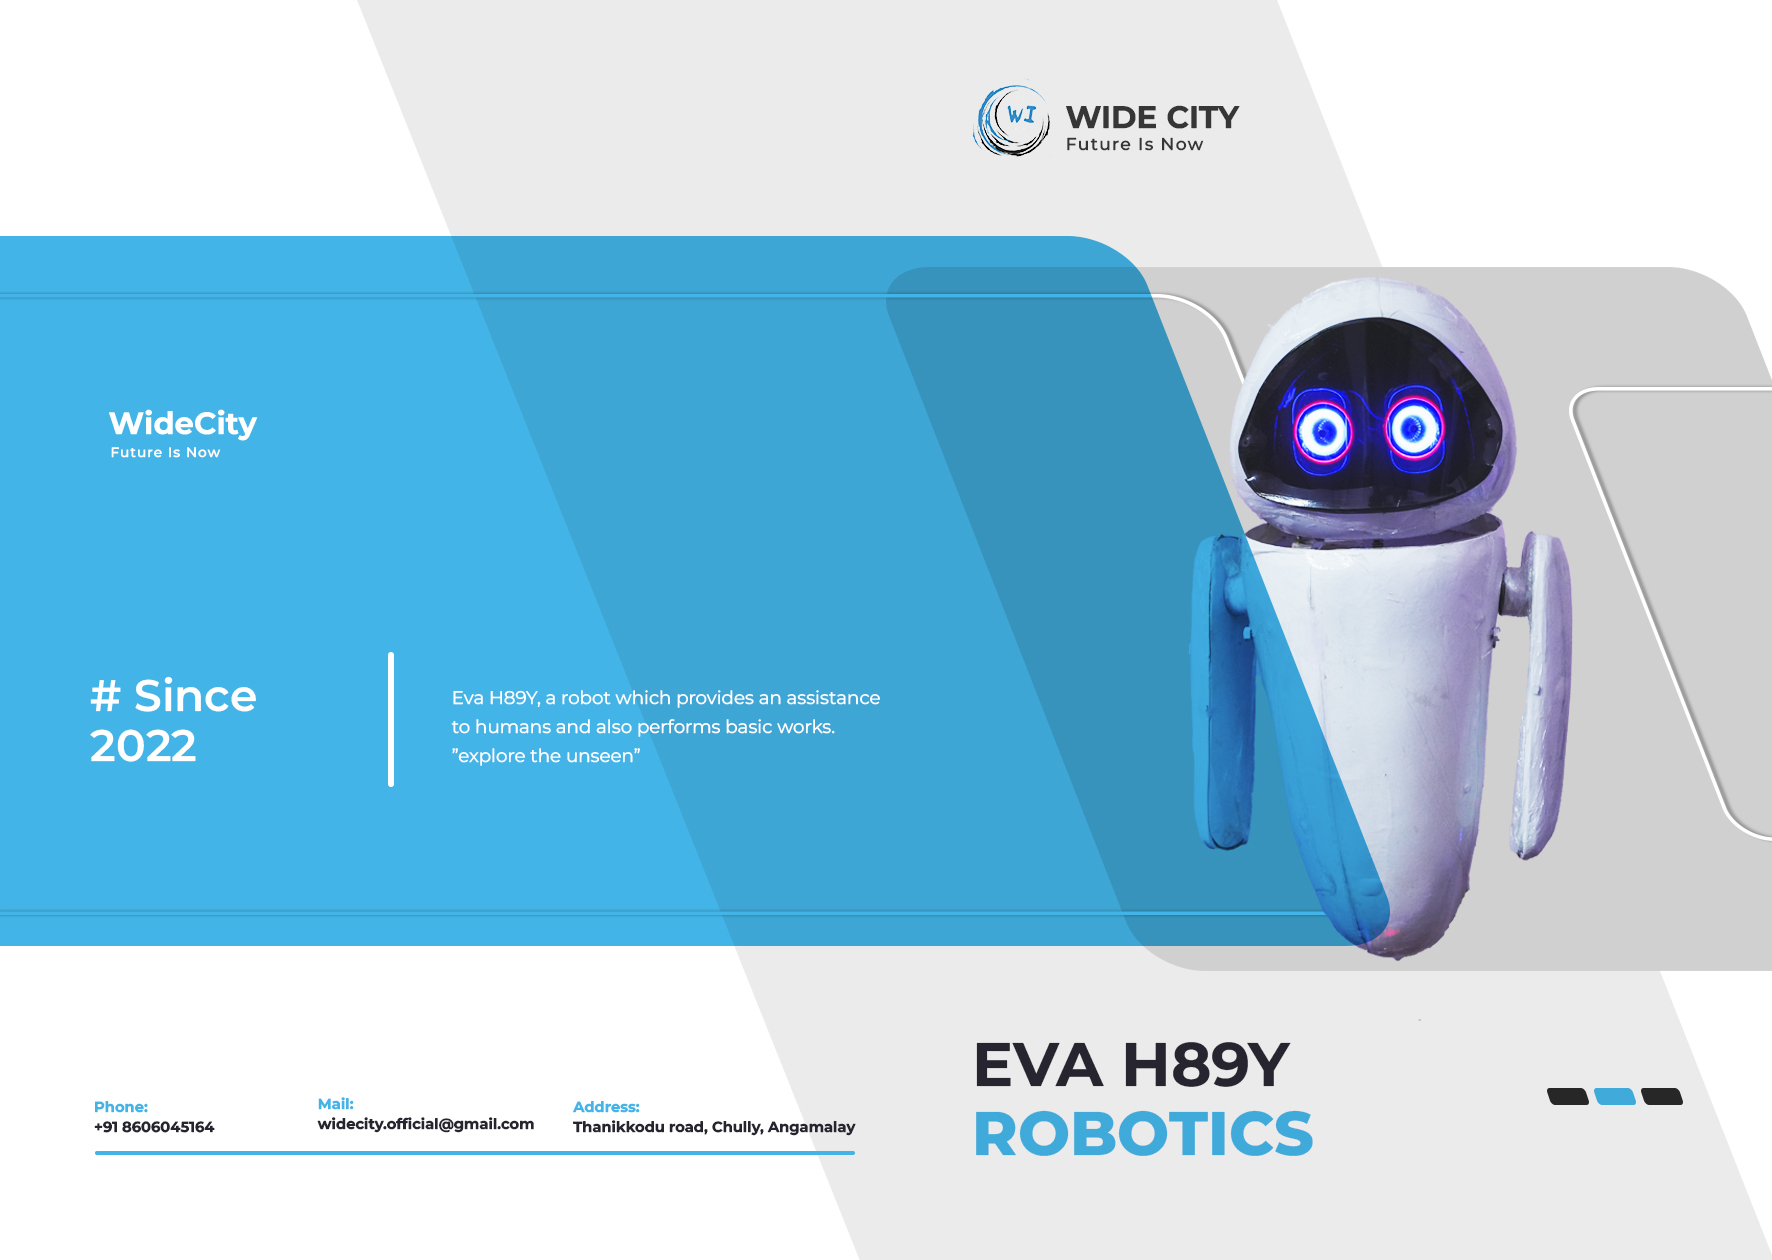 WI
WIDE CITY
Future Is Now
WideCity
Future Is Now
# Since
2022
Eva H89Y, a robot which provides an assistance
to humans and also performs basic works.
”explore the unseen”
Phone:
+91 8606045164
Mail:
widecity.official@gmail.com
Address:
Thanikkodu road, Chully, Angamalay
EVA H89Y
ROBOTICS